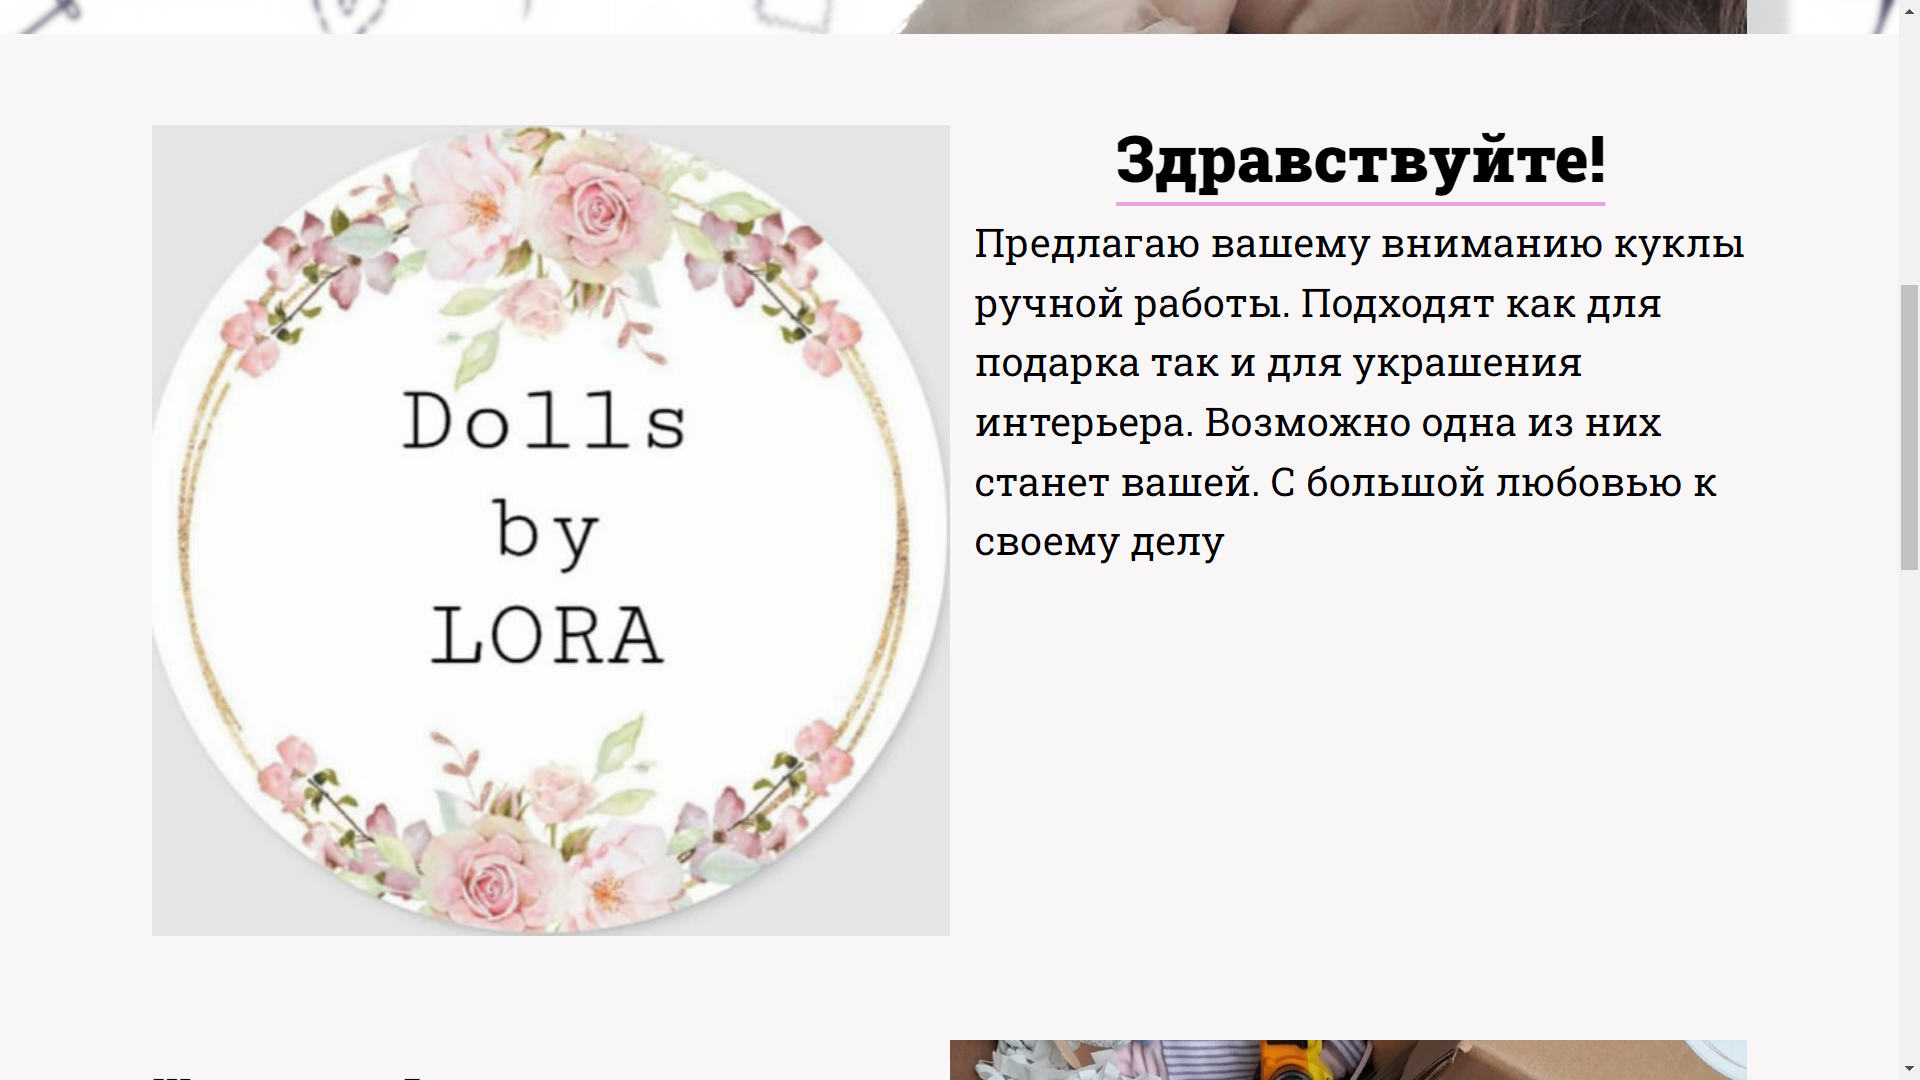 Здравствуйте!
Dolls
by
LORA
Предлагаю вашему вниманию куклы
ручной работы. Подходят как для
подарка так и для украшения
интерьера. Возможно одна из них
станет вашей. С большой любовью к
своему делу